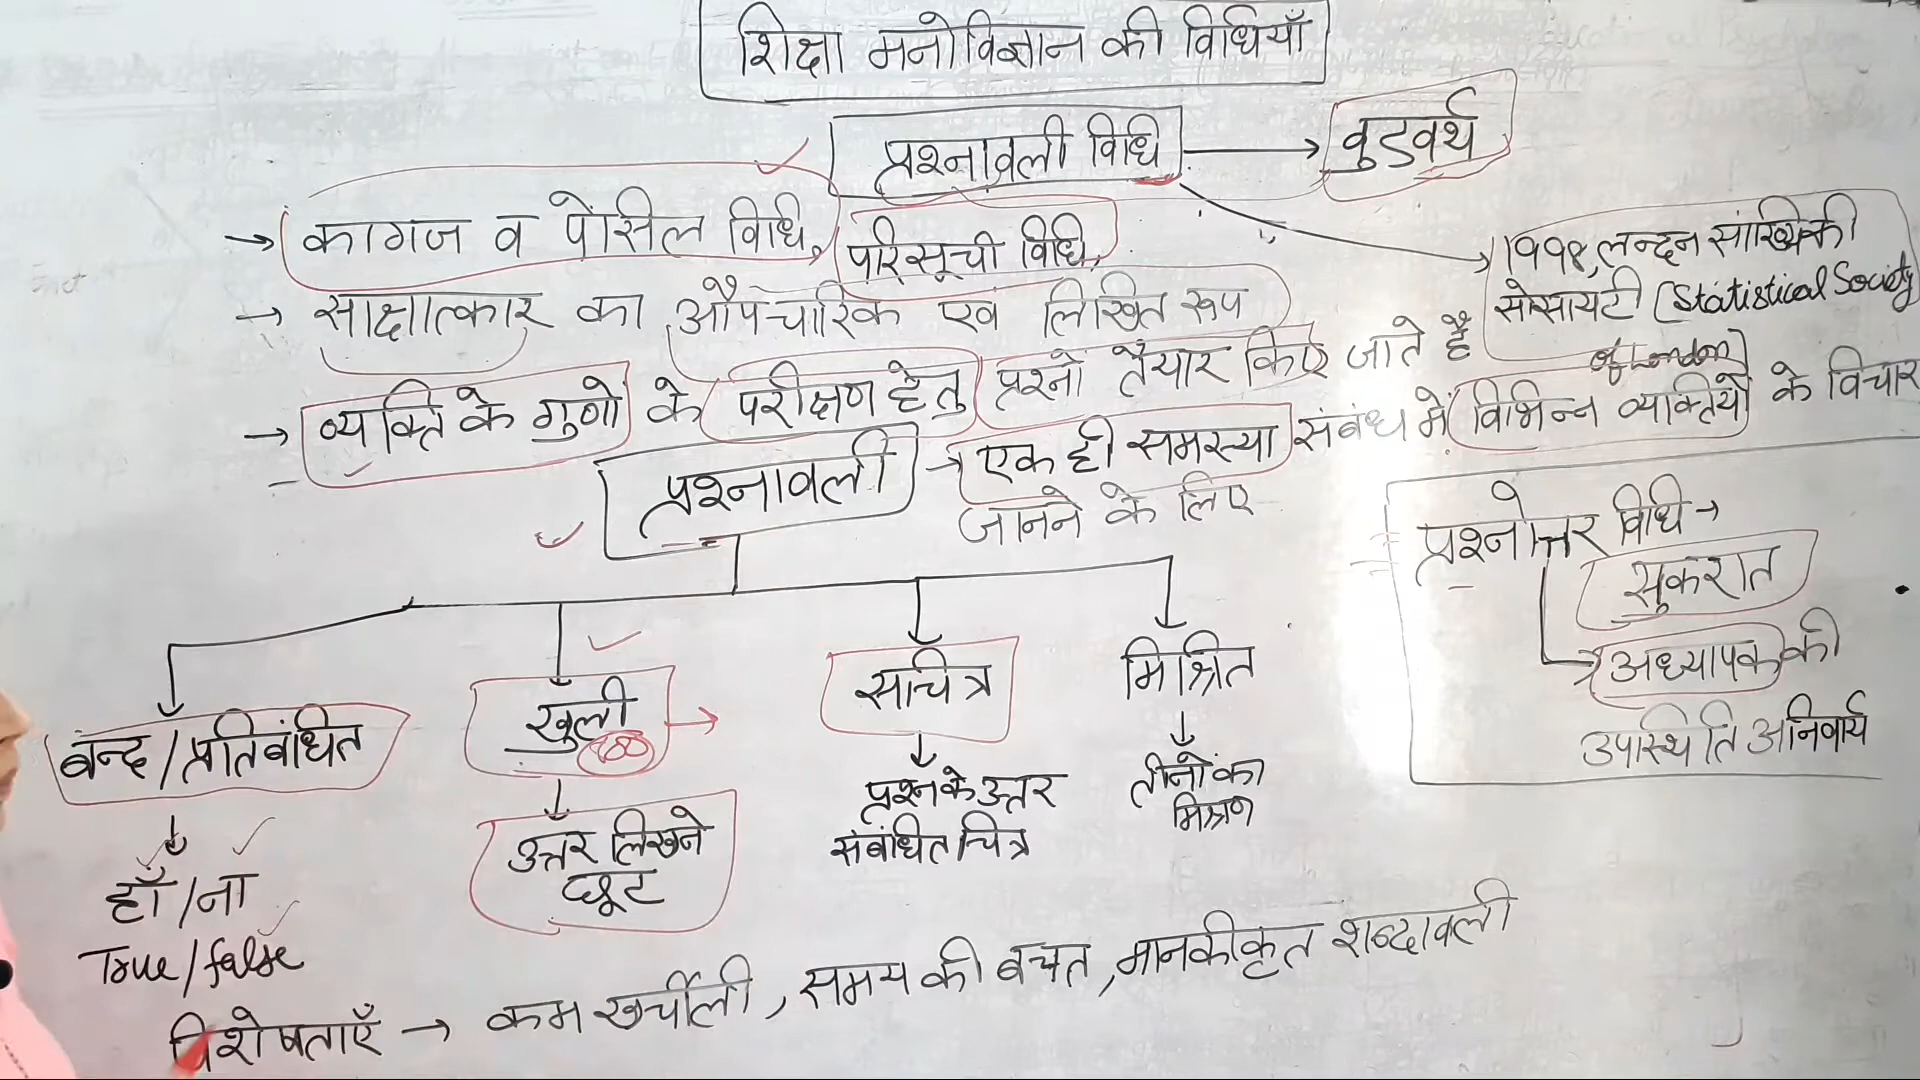 शिक्षा मनोविज्ञान की विधियाँ
प्रश्नावली विधि → वुडवर्थ
→ कागज व पेंसिल विधि, परिसूची विधि,
→ साक्षात्कार का औपचारिक एवं लिखित रूप
→ व्यक्ति के गुणों के परीक्षण हेतु प्रश्नों तैयार किए जाते है
लन्दन सांख्यिकी
सोसायटी (Statistical Society
of London)
प्रश्नावली → एक ही समस्या संबंध में विभिन्न व्यक्तियों के विचार
जानने के लिए
प्रश्नोत्तर विधि →
सुकरात
अध्यापक की
उपस्थिति अनिवार्य
बन्द/प्रतिबंधित
हाँ/ना
True/false
खुली
उत्तर लिखने
छूट
सचित्र
प्रश्न के उत्तर
संबंधित चित्र
मिश्रित
तीनों का
मिश्रण
विशेषताएँ → कम खर्चीली, समय की बचत, मानकीकृत शब्दावली